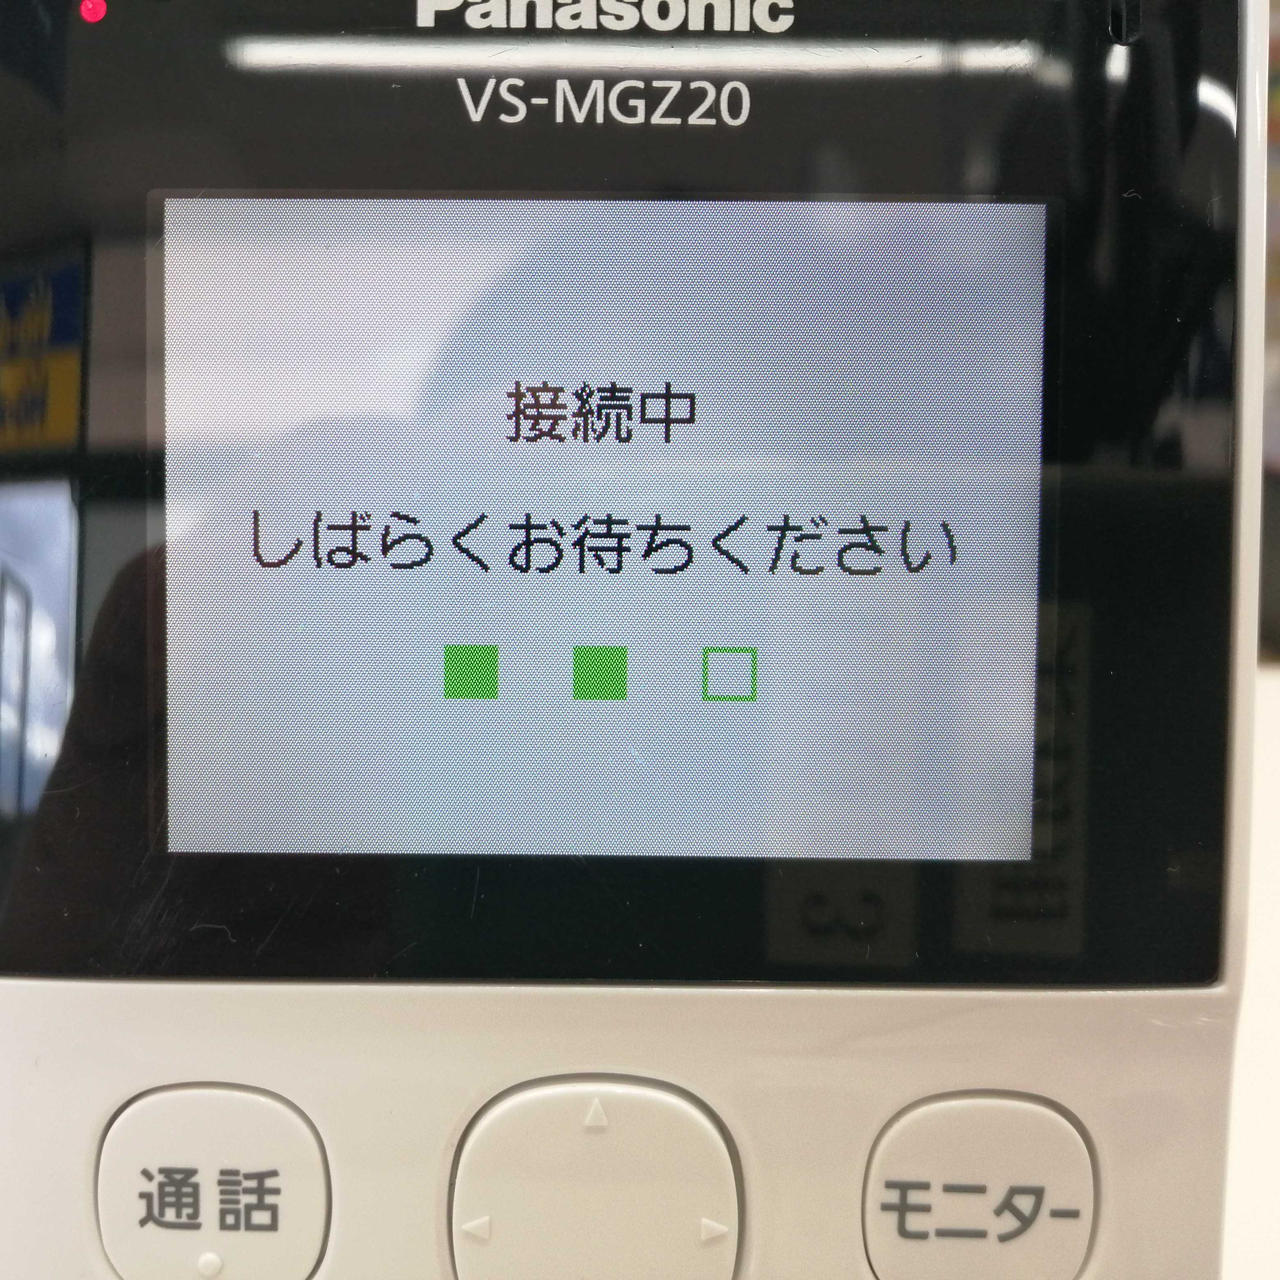 Panasonic
VS-MGZ20
接続中
しばらくお待ちください
通話
モニター